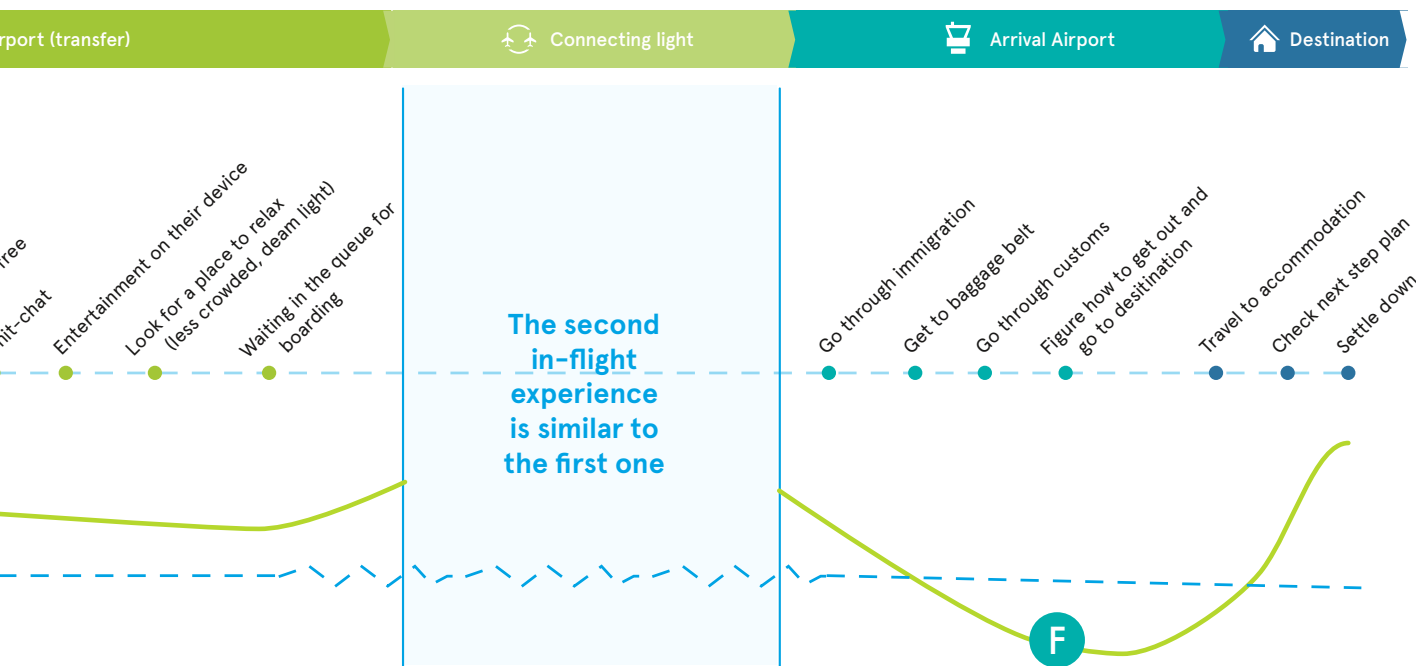 rport (transfer)
Connecting light
Arrival Airport
Destination
free
hit-chat
Entertainment on their device
Look for a place to relax
(less crowded, deam light)
Waiting in the queue for
boarding
The second
in-flight
experience
is similar to
the first one
Go through immigration
Get to baggage belt
Go through customs
Figure how to get out and
go to desitination
Travel to accommodation
Check next step plan
Settle down
F